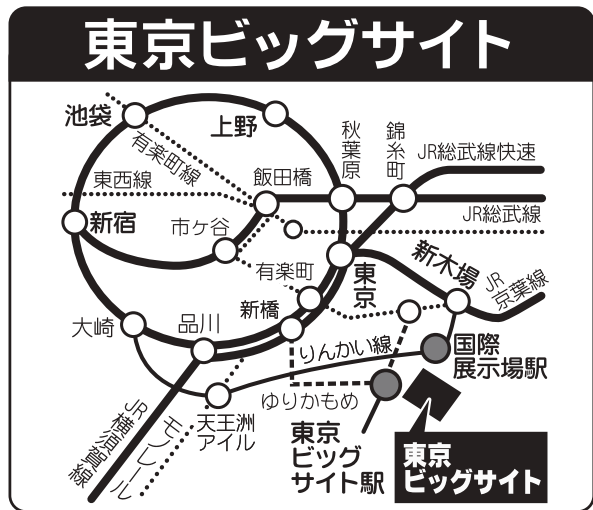 東京ビッグサイト
池袋
上野
秋葉原
錦糸町
JR総武線快速
有楽町線
東西線
飯田橋
JR総武線
新宿
市ヶ谷
有楽町
東京
新木場
JR
京葉線
新橋
大崎
品川
りんかい線
国際
展示場駅
ゆりかもめ
天王洲
アイル
JR横須賀線
モノレール
東京
ビッグ
サイト駅
東京
ビッグサイト